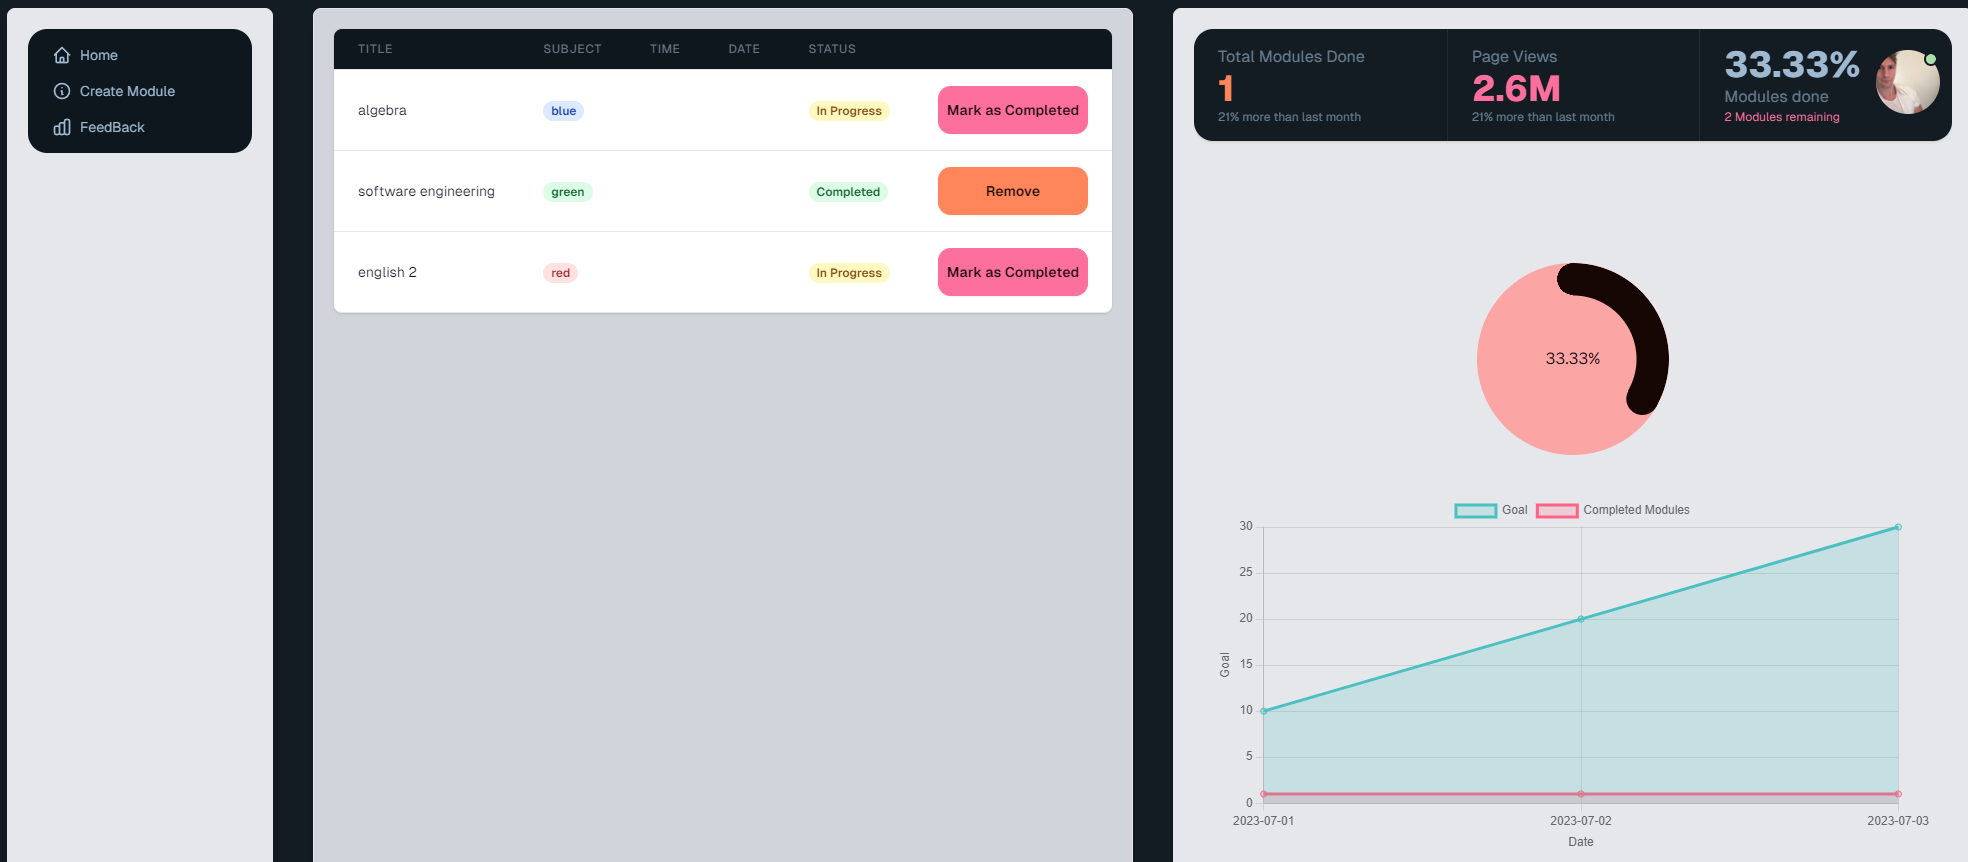 Home
Create Module
FeedBack
TITLE SUBJECT TIME DATE STATUS
algebra blue In Progress Mark as Completed
software engineering green Completed Remove
english 2 red In Progress Mark as Completed
Total Modules Done
1
21% more than last month
Page Views
2.6M
21% more than last month
33.33%
Modules done
2 Modules remaining
33.33%
Goal Completed Modules
30
25
20
15
10
5
0
Goal
2023-07-01 2023-07-02 2023-07-03
Date